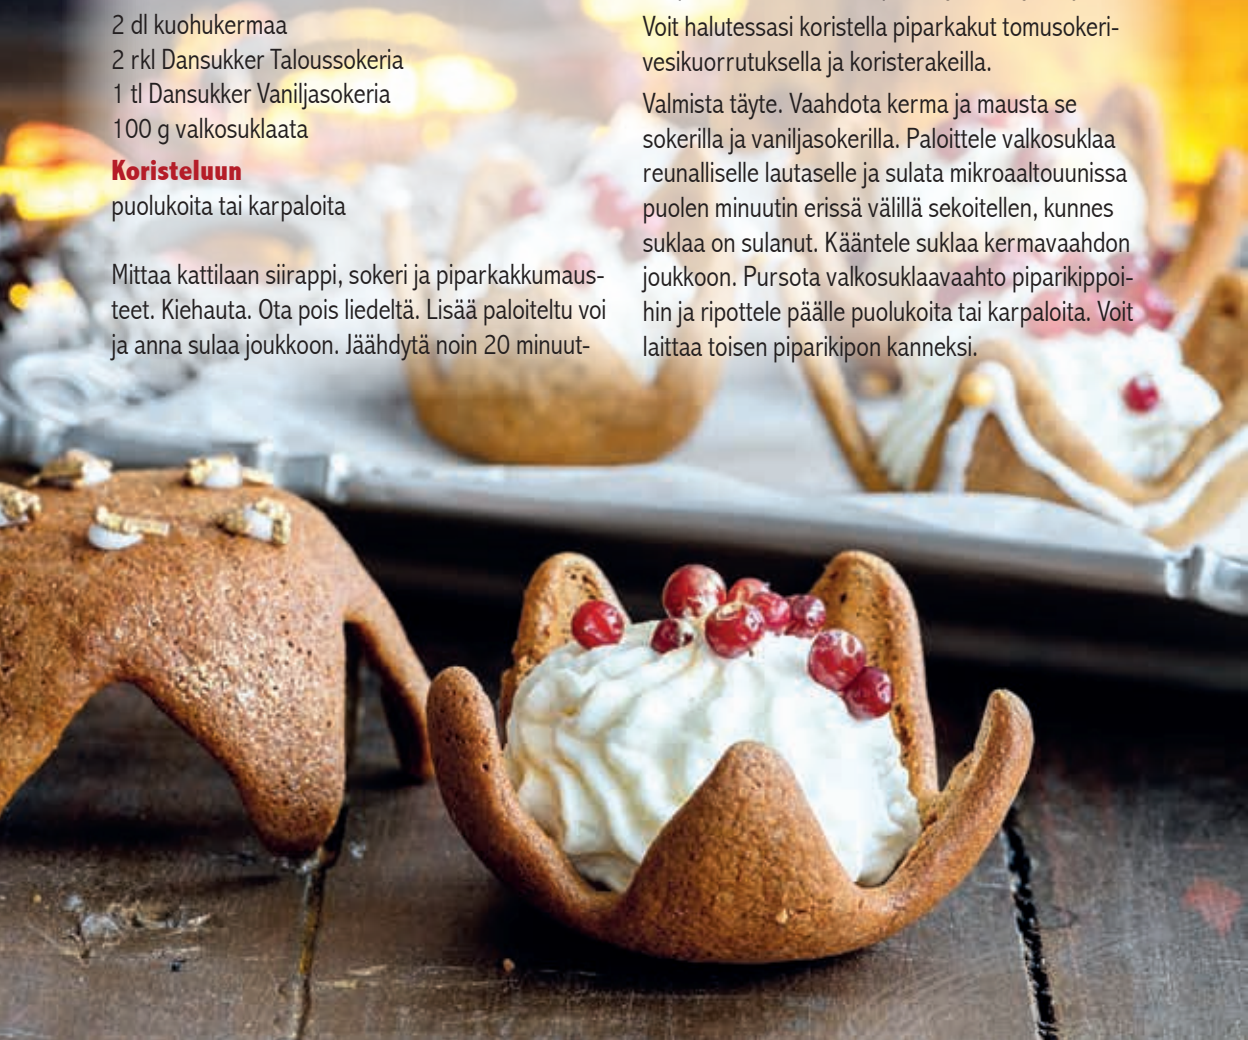 2 dl kuohukermaa
2 rkl Dansukker Taloussokeria
1 tl Dansukker Vaniljasokeria
100 g valkosuklaata
Koristeluun
puolukoita tai karpaloita
Mittaa kattilaan siirappi, sokeri ja piparkakkumaus-
teet. Kiehauta. Ota pois liedeltä. Lisää paloiteltu voi
ja anna sulaa joukkoon. Jäähdytä noin 20 minuut-
Voit halutessasi koristella piparkakut tomusokeri-
vesikuorrutuksella ja koristerakeilla.
Valmista täyte. Vaahdota kerma ja mausta se
sokerilla ja vaniljasokerilla. Paloittele valkosuklaa
reunalliselle lautaselle ja sulata mikroaaltouunissa
puolen minuutin erissä välillä sekoitellen, kunnes
suklaa on sulanut. Kääntele suklaa kermavaahdon
joukkoon. Pursota valkosuklaavaahto piparikippoi-
hin ja ripottele päälle puolukoita tai karpaloita. Voit
laittaa toisen piparikipon kanneksi.